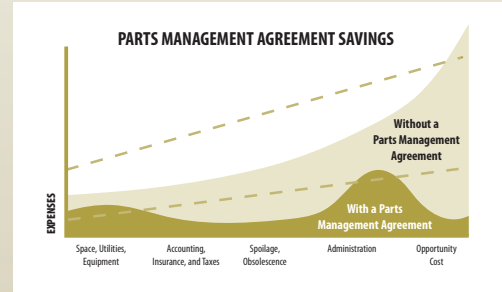 PARTS MANAGEMENT AGREEMENT SAVINGS
EXPENSES
Without a
Parts Management
Agreement
With a Parts
Management Agreement
Space, Utilities,
Equipment
Accounting,
Insurance, and Taxes
Spoilage,
Obsolescence
Administration
Opportunity
Cost